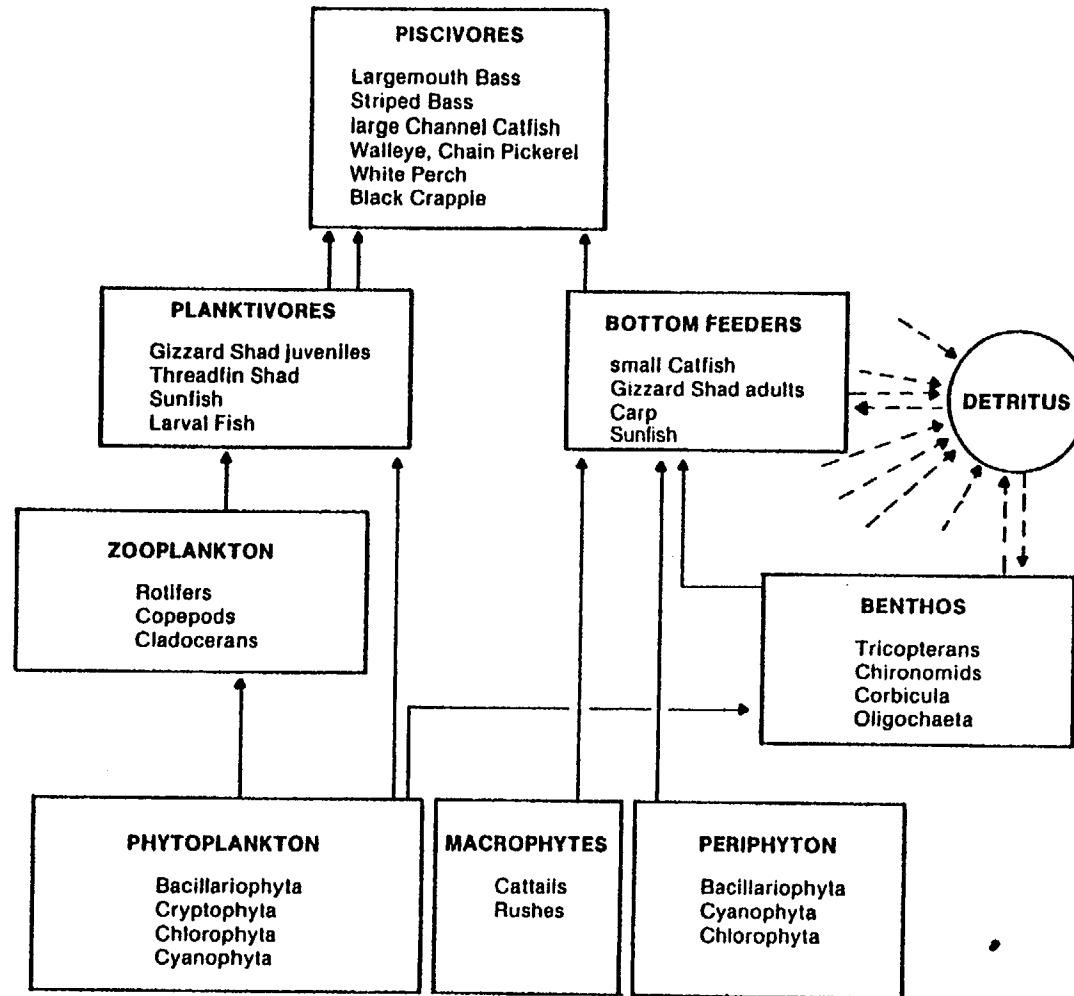 PISCIVORES
Largemouth Bass
Striped Bass
large Channel Catfish
Walleye, Chain Pickerel
White Perch
Black Crappie
PLANKTIVORES
Gizzard Shad juveniles
Threadfin Shad
Sunfish
Larval Fish
BOTTOM FEEDERS
small Catfish
Gizzard Shad adults
Carp
Sunfish
DETRITUS
ZOOPLANKTON
Rotifers
Copepods
Cladocerans
BENTHOS
Tricopterans
Chironomids
Corbicula
Oligochaeta
PHYTOPLANKTON
Bacillariophyta
Cryptophyta
Chlorophyta
Cyanophyta
MACROPHYTES
Cattails
Rushes
PERIPHYTON
Bacillariophyta
Cyanophyta
Chlorophyta